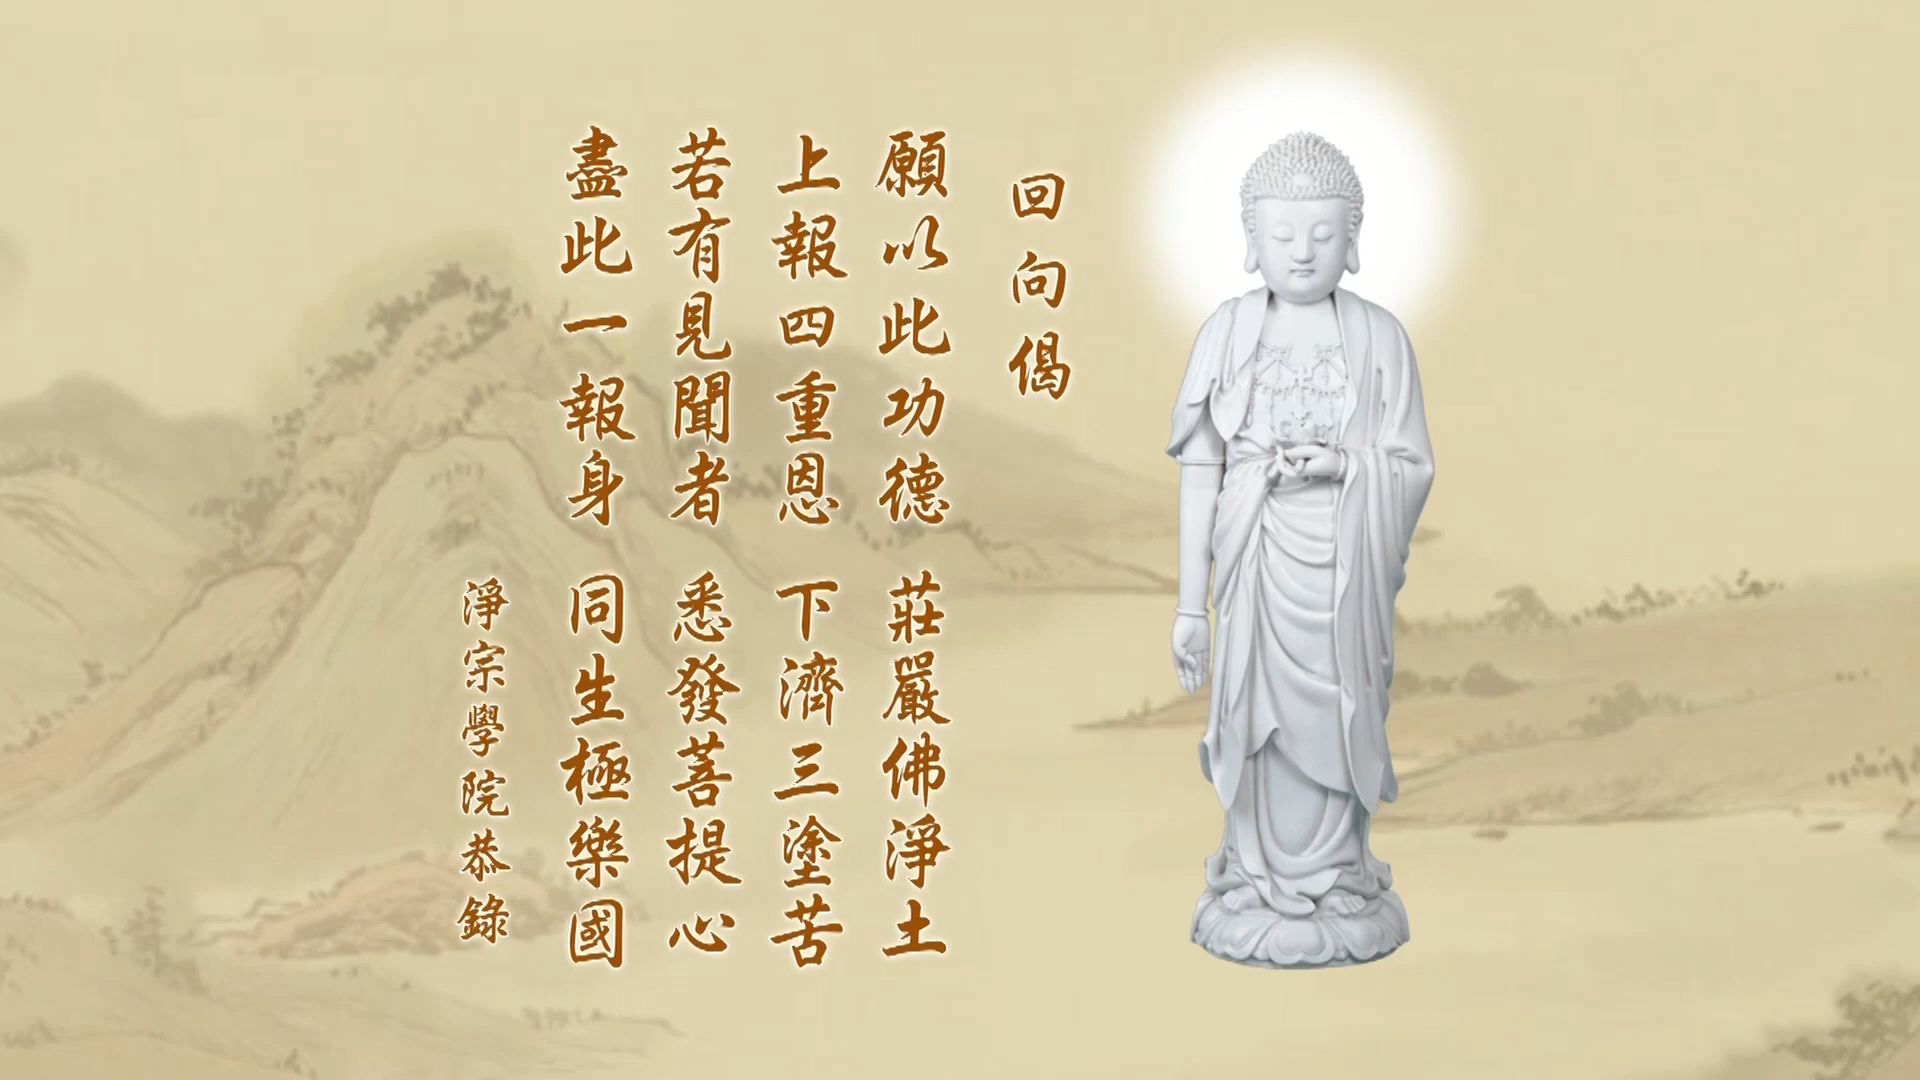 回向偈
願以此功德 莊嚴佛淨土
上報四重恩 下濟三塗苦
若有見聞者 悉發菩提心
盡此一報身 同生極樂國
淨宗學院恭錄